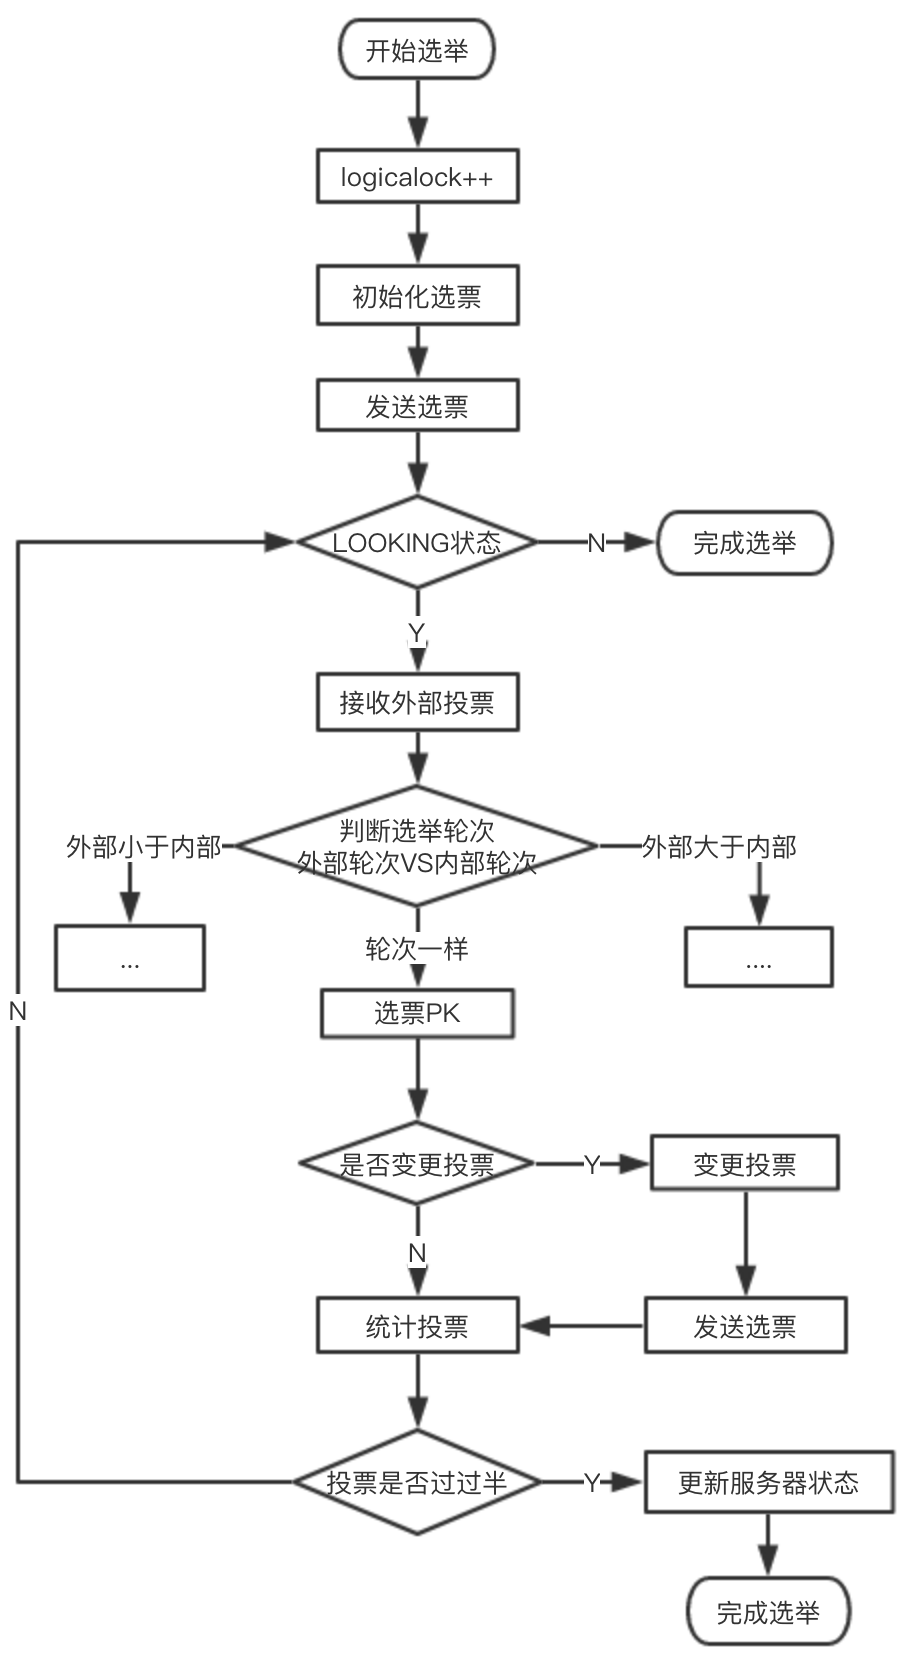 开始选举
logicalock++
初始化选票
发送选票
LOOKING状态
N
完成选举
Y
接收外部投票
判断选举轮次
外部轮次VS内部轮次
外部小于内部
外部大于内部
...
....
轮次一样
N
选票PK
是否变更投票
Y
变更投票
N
统计投票
发送选票
投票是否过过半
Y
更新服务器状态
完成选举